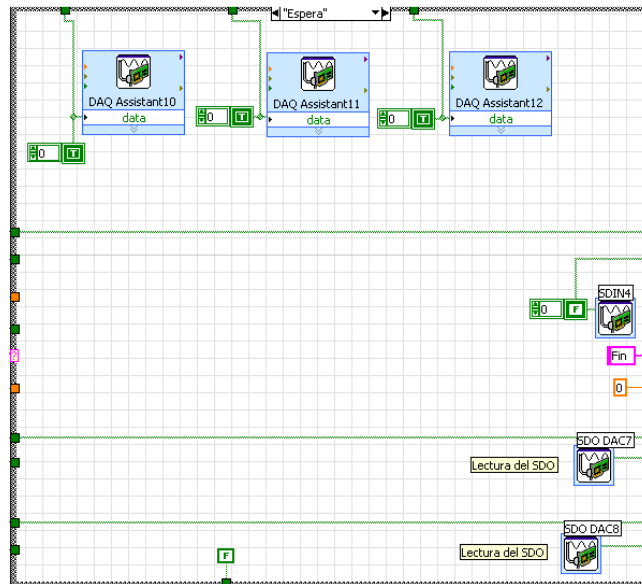 "Espera"
DAQ Assistant10
data
DAQ Assistant11
data
DAQ Assistant12
data
0 T
0 T
0 T
SDIN4
0 F
?
Fin
0
SDO DAC7
Lectura del SDO
SDO DAC8
Lectura del SDO
F